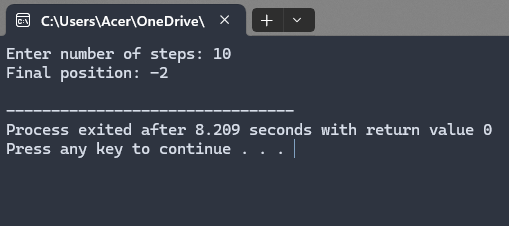 C:\Users\Acer\OneDrive\
Enter number of steps: 10
Final position: -2
--------------------------------
Process exited after 8.209 seconds with return value 0
Press any key to continue . . .